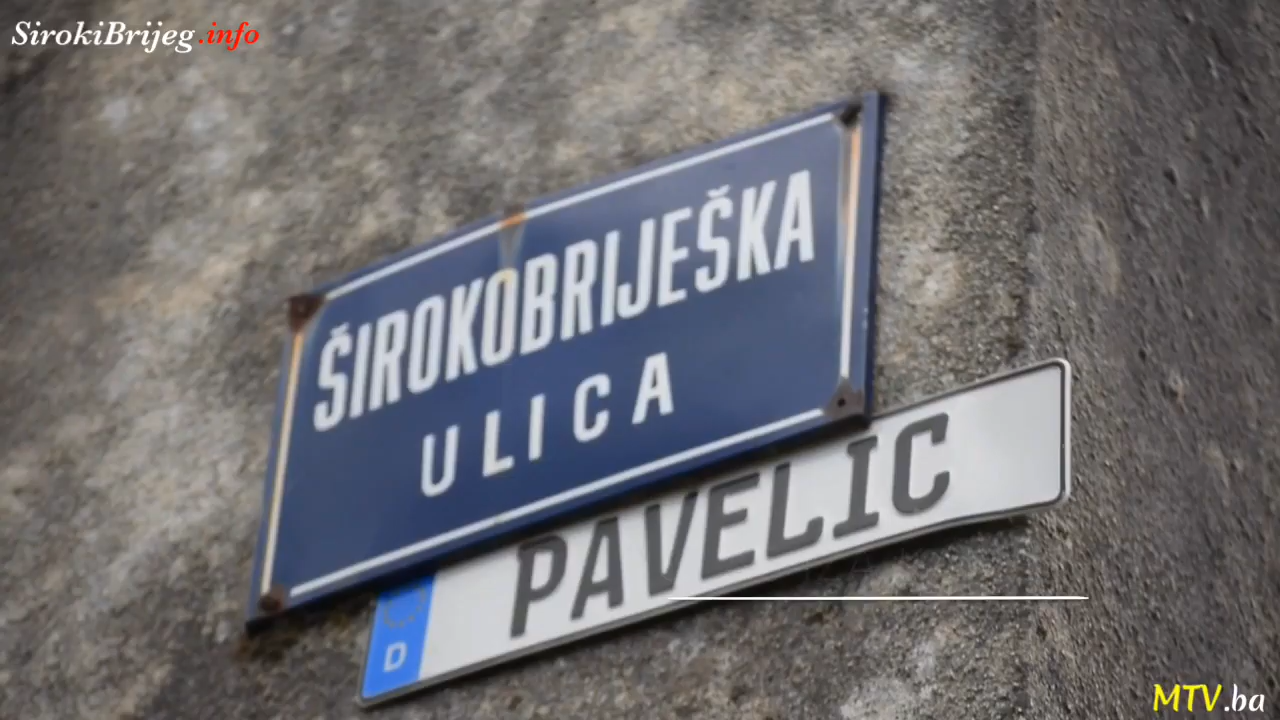 SirokiBrijeg.info
ŠIROKOBRIJEŠKA
ULICA
PAVELIC
D
MTV.ba